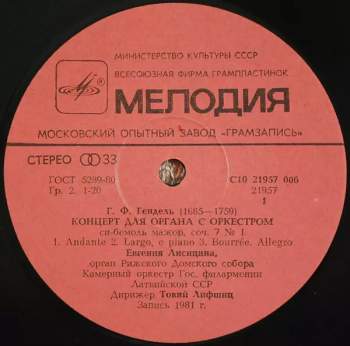 МИНИСТЕРСТВО КУЛЬТУРЫ СССР
ВСЕСОЮЗНАЯ ФИРМА ГРАМПЛАСТИНОК
МЕЛОДИЯ
МОСКОВСКИЙ ОПЫТНЫЙ ЗАВОД «ГРАМЗАПИСЬ»
СТЕРЕО 33
ГОСТ 5289-80
С10 21957 006
Гр. 2. 1-20
21957
1
Г. Ф. Гендель (1685—1759)
КОНЦЕРТ ДЛЯ ОРГАНА С ОРКЕСТРОМ
си-бемоль мажор, соч. 7 № 1
1. Andante 2. Largo, e piano 3. Bourrée. Allegro
Евгения Лисицина,
орган Рижского Домского собора
Камерный оркестр Гос. филармонии
Латвийской ССР
Дирижер Товий Лифшиц
Запись 1981 г.